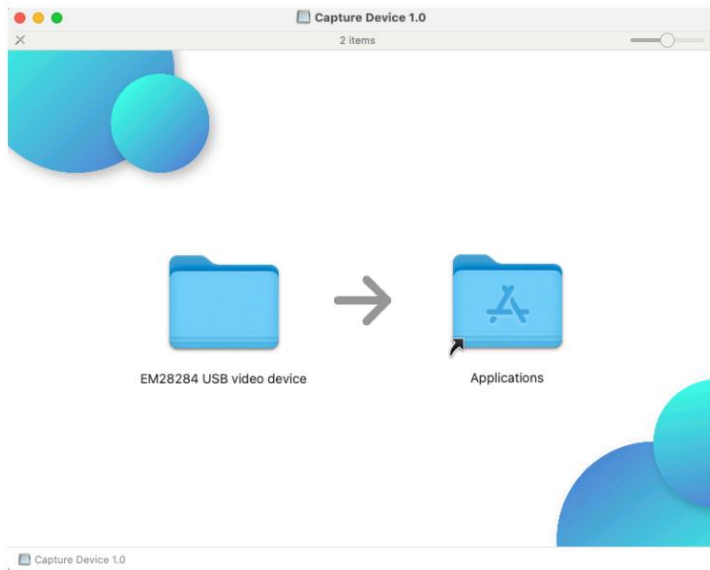 Capture Device 1.0
2 items
EM28284 USB video device
Applications
Capture Device 1.0